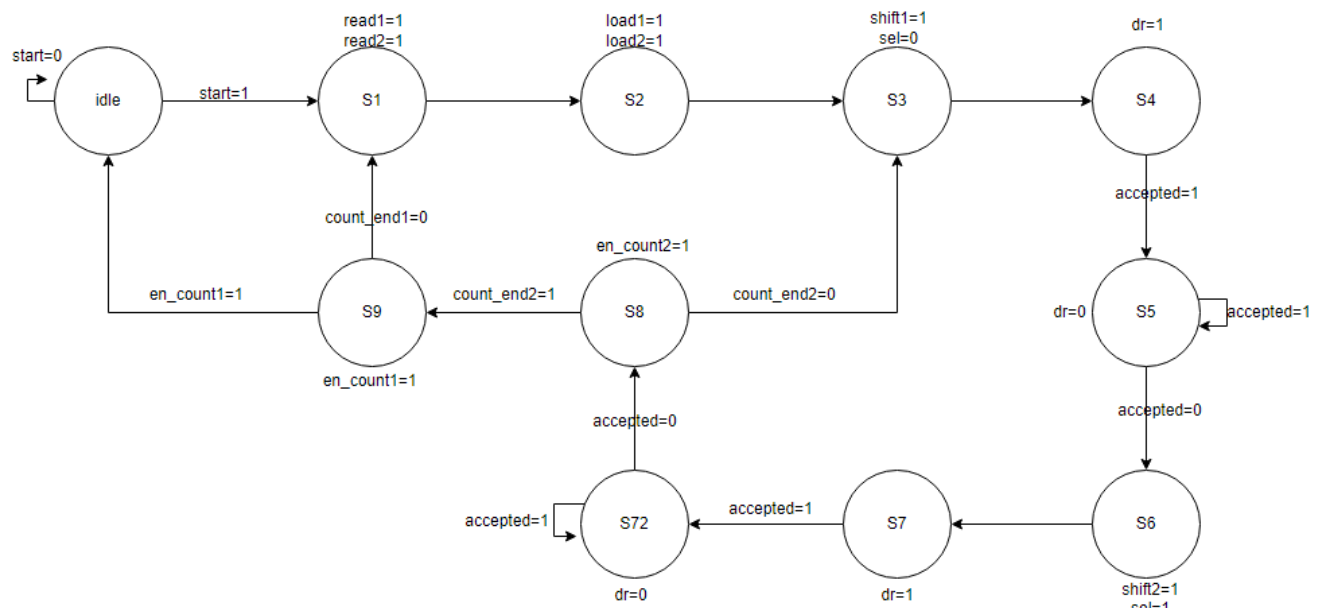 read1=1
read2=1
load1=1
load2=1
shift1=1
sel=0
dr=1
start=0
idle
start=1
S1
S2
S3
S4
accepted=1
count_end1=0
en_count2=1
en_count1=1
S9
count_end2=1
S8
count_end2=0
dr=0
S5
accepted=1
en_count1=1
accepted=0
accepted=0
accepted=1
S72
accepted=1
S7
S6
dr=0
dr=1
shift2=1
sel=1